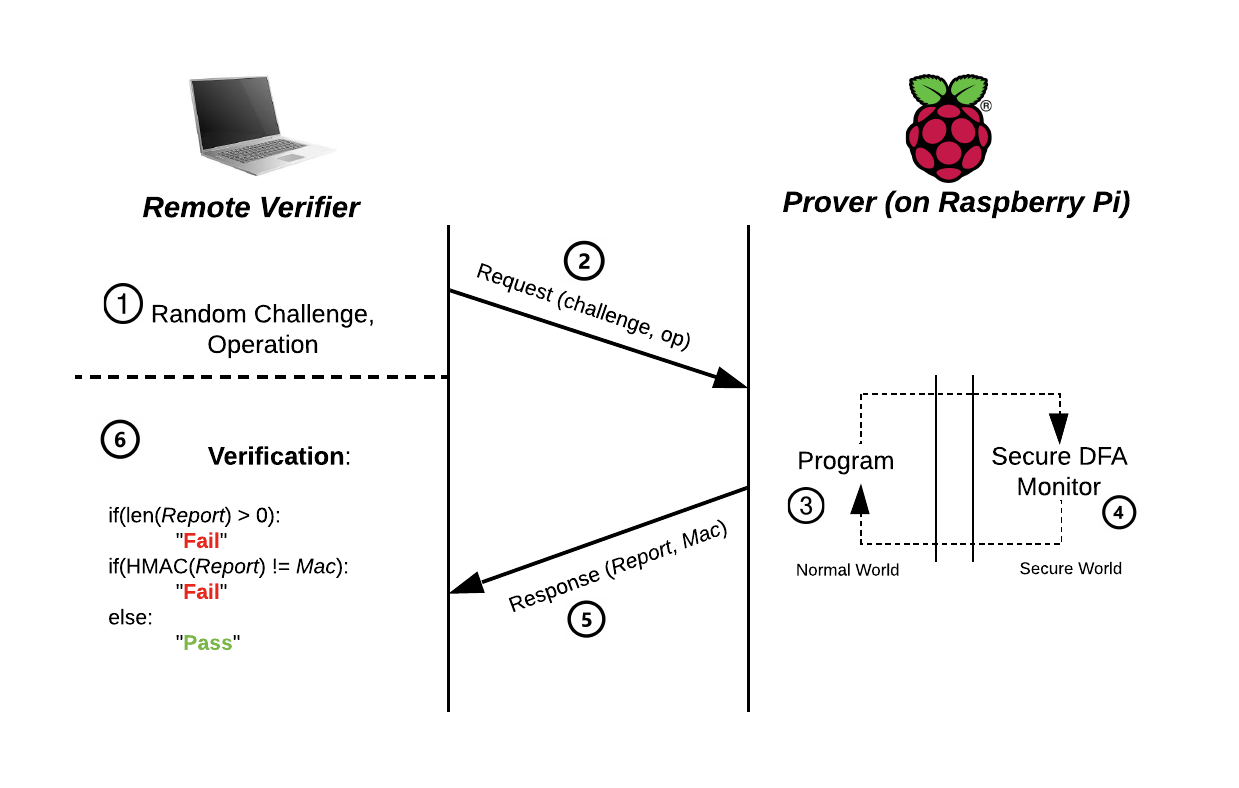 ®
Remote Verifier
Prover (on Raspberry Pi)
1
Random Challenge,
Operation
2
Request (challenge, op)
6
Verification:
if(len(Report) > 0):
"Fail"
if(HMAC(Report) != Mac):
"Fail"
else:
"Pass"
Response (Report, Mac)
5
Program
3
Normal World
Secure DFA
Monitor
4
Secure World